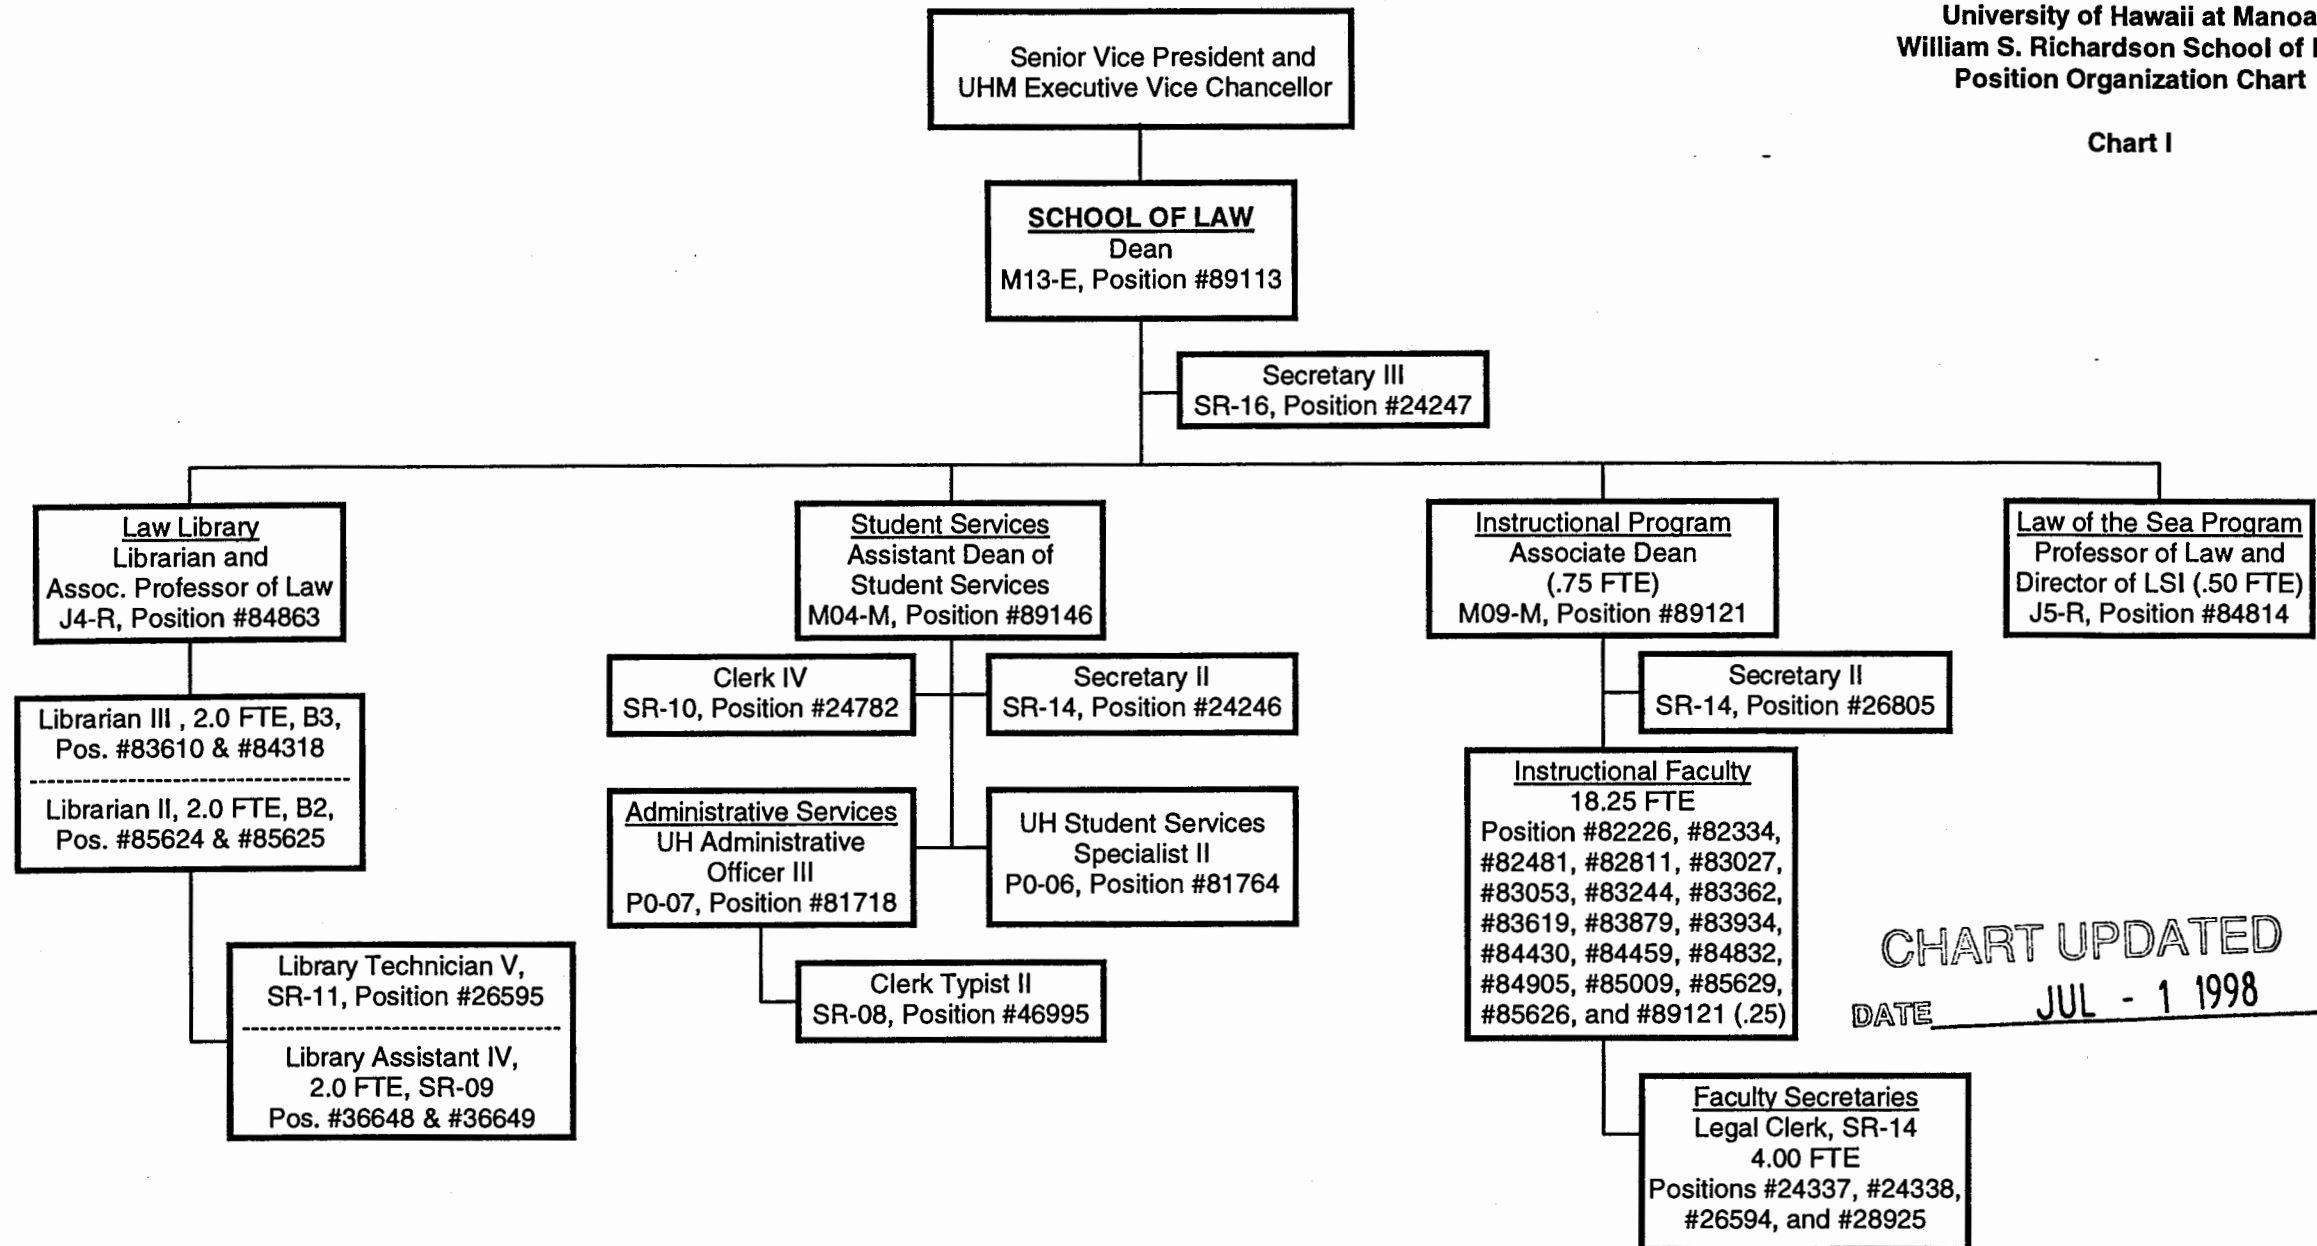 University of Hawaii at Manoa
William S. Richardson School of
Position Organization Chart
Chart I
Senior Vice President and
UHM Executive Vice Chancellor
SCHOOL OF LAW
Dean
M13-E, Position #89113
Secretary III
SR-16, Position #24247
Law Library
Librarian and
Assoc. Professor of Law
J4-R, Position #84863
Librarian III , 2.0 FTE, B3,
Pos. #83610 & #84318
Librarian II, 2.0 FTE, B2,
Pos. #85624 & #85625
Library Technician V,
SR-11, Position #26595
Library Assistant IV,
2.0 FTE, SR-09
Pos. #36648 & #36649
Student Services
Assistant Dean of
Student Services
M04-M, Position #89146
Clerk IV
SR-10, Position #24782
Secretary II
SR-14, Position #24246
Administrative Services
UH Administrative
Officer III
P0-07, Position #81718
UH Student Services
Specialist II
P0-06, Position #81764
Clerk Typist II
SR-08, Position #46995
Instructional Program
Associate Dean
(.75 FTE)
M09-M, Position #89121
Secretary II
SR-14, Position #26805
Instructional Faculty
18.25 FTE
Position #82226, #82334,
#82481, #82811, #83027,
#83053, #83244, #83362,
#83619, #83879, #83934,
#84430, #84459, #84832,
#84905, #85009, #85629,
#85626, and #89121 (.25)
Faculty Secretaries
Legal Clerk, SR-14
4.00 FTE
Positions #24337, #24338,
#26594, and #28925
Law of the Sea Program
Professor of Law and
Director of LSI (.50 FTE)
J5-R, Position #84814
CHART UPDATED
DATE JUL - 1 1998